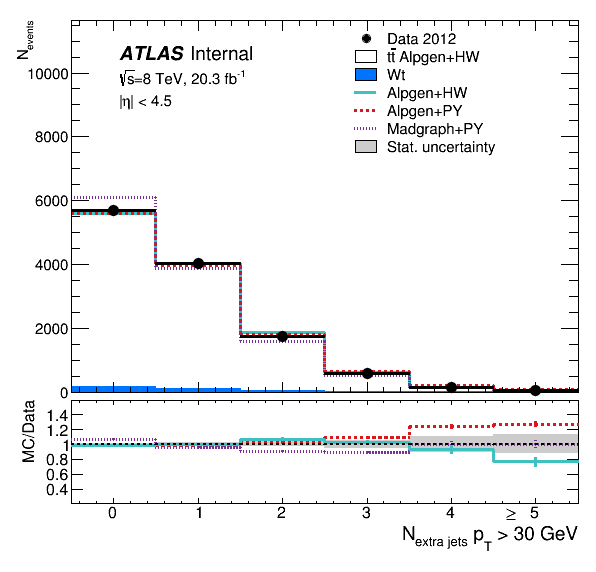 N_events
10000
8000
6000
4000
2000
0
ATLAS Internal
√s=8 TeV, 20.3 fb⁻¹
|η| < 4.5
Data 2012
tt̄ Alpgen+HW
Wt
Alpgen+HW
Alpgen+PY
Madgraph+PY
Stat. uncertainty
MC/Data
1.4
1.2
1
0.8
0.6
0.4
0 1 2 3 4 ≥ 5
N_extra jets p_T > 30 GeV